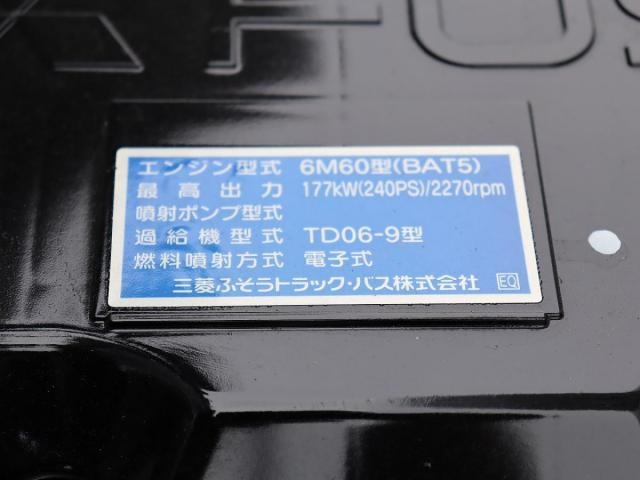 エンジン型式 6M60型(BAT5)
最高出力 177kW(240PS)/2270rpm
噴射ポンプ型式
過給機型式 TD06-9型
燃料噴射方式 電子式
三菱ふそうトラック・バス株式会社 EQ